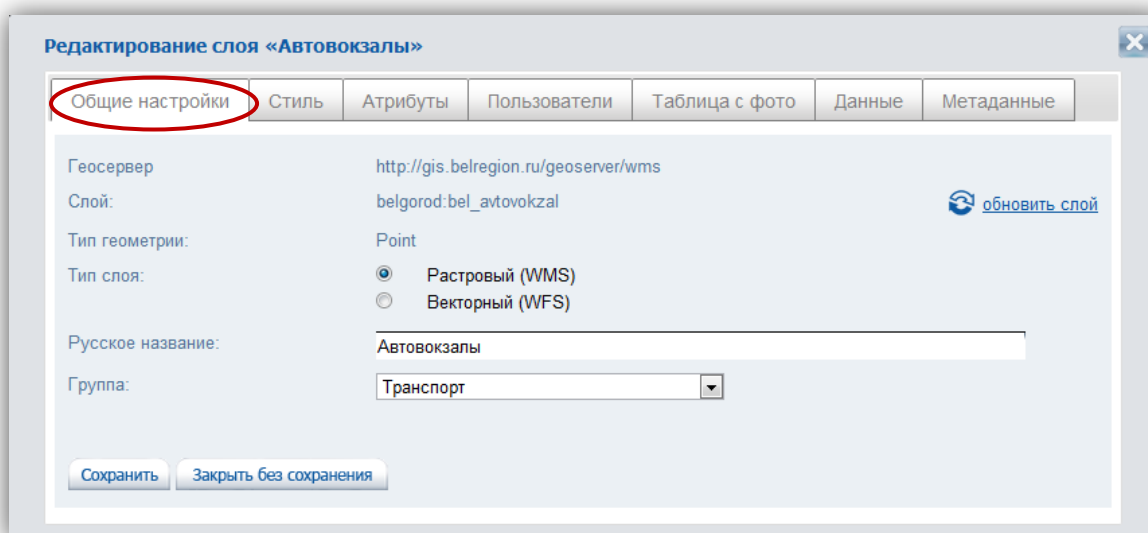 Редактирование слоя «Автовокзалы»
Общие настройки Стиль Атрибуты Пользователи Таблица с фото Данные Метаданные
Геосервер http://gis.belregion.ru/geoserver/wms
Слой: belgorod:bel_avtovokzal обновить слой
Тип геометрии: Point
Тип слоя: Растровый (WMS)
Векторный (WFS)
Русское название: Автовокзалы
Группа: Транспорт
Сохранить Закрыть без сохранения